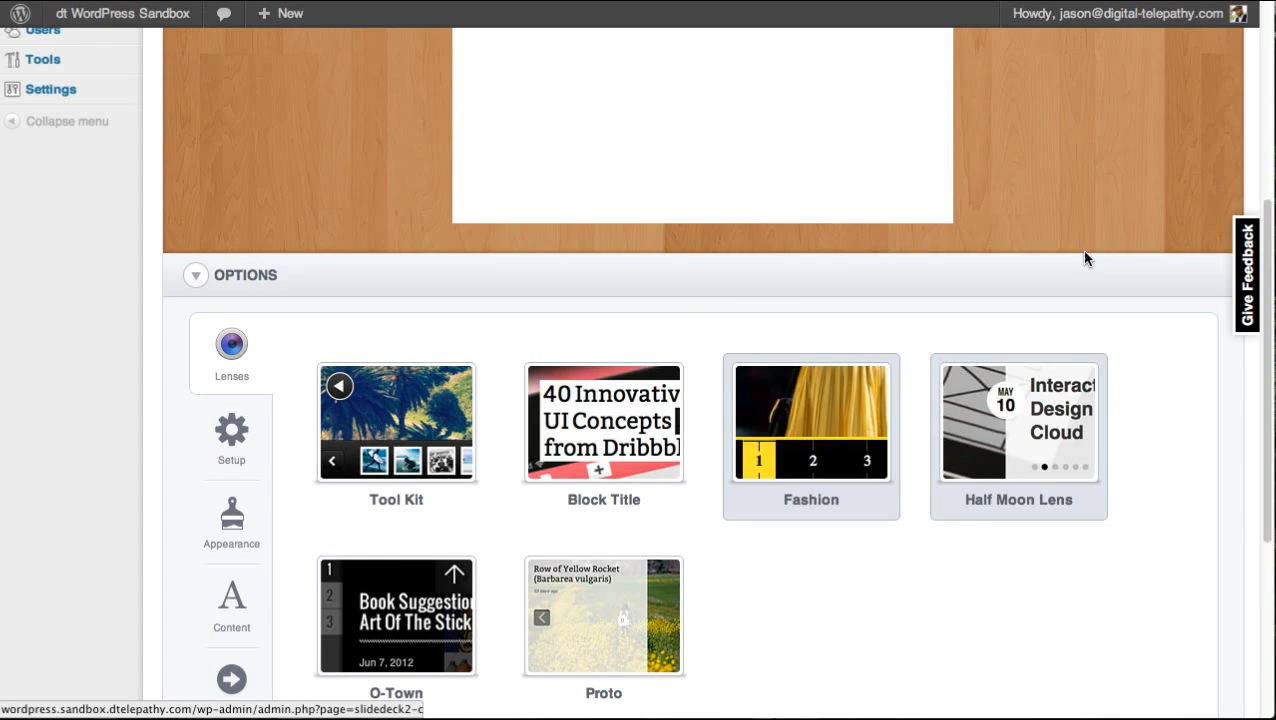 dt WordPress Sandbox
New
Howdy, jason@digital-telepathy.com
Users
Tools
Settings
Collapse menu
Give Feedback
OPTIONS
Lenses
Setup
Appearance
Content
Tool Kit
40 Innovativ
UI Concepts
from Dribbbl
Block Title
1 2 3
Fashion
MAY
10
Interact
Design
Cloud
Half Moon Lens
1
2
3
Book Suggestion
Art Of The Stick
Jun 7, 2012
O-Town
Row of Yellow Rocket
(Barbarea vulgaris)
Proto
wordpress.sandbox.dtelepathy.com/wp-admin/admin.php?page=slidedeck2-c